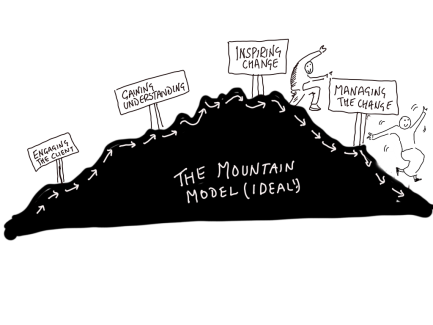 INSPIRING
CHANGE
GAINING
UNDERSTANDING
MANAGING
THE CHANGE
ENGAGING
THE CLIENT
THE MOUNTAIN
MODEL (IDEAL!)